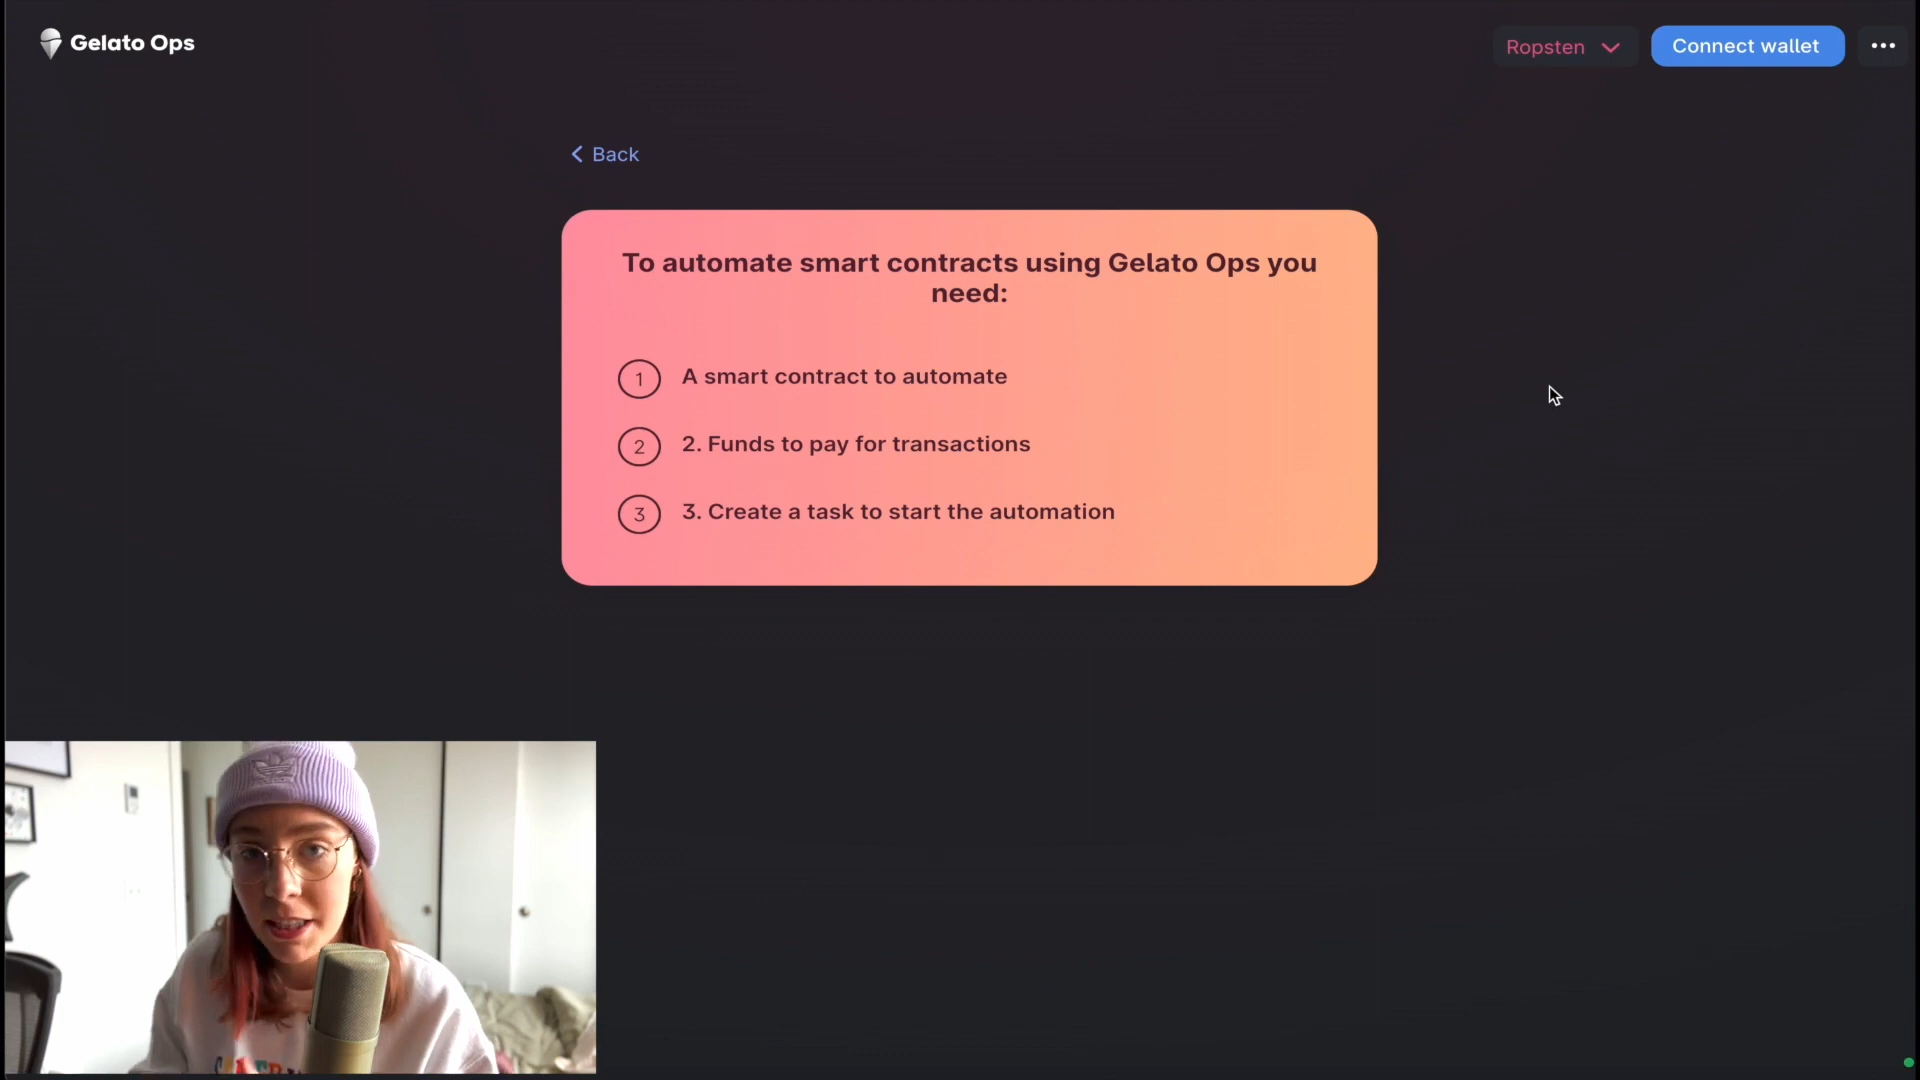 Gelato Ops
Ropsten
Connect wallet
Back
To automate smart contracts using Gelato Ops you
need:
1 A smart contract to automate
2 2. Funds to pay for transactions
3 3. Create a task to start the automation